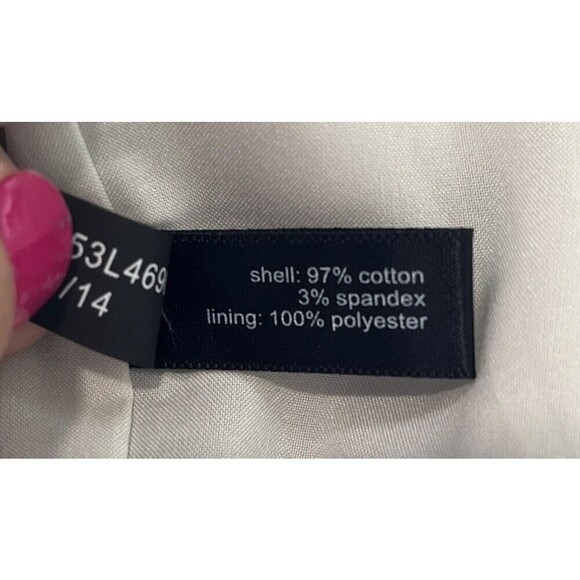 53L469
/14
shell: 97% cotton
3% spandex
lining: 100% polyester